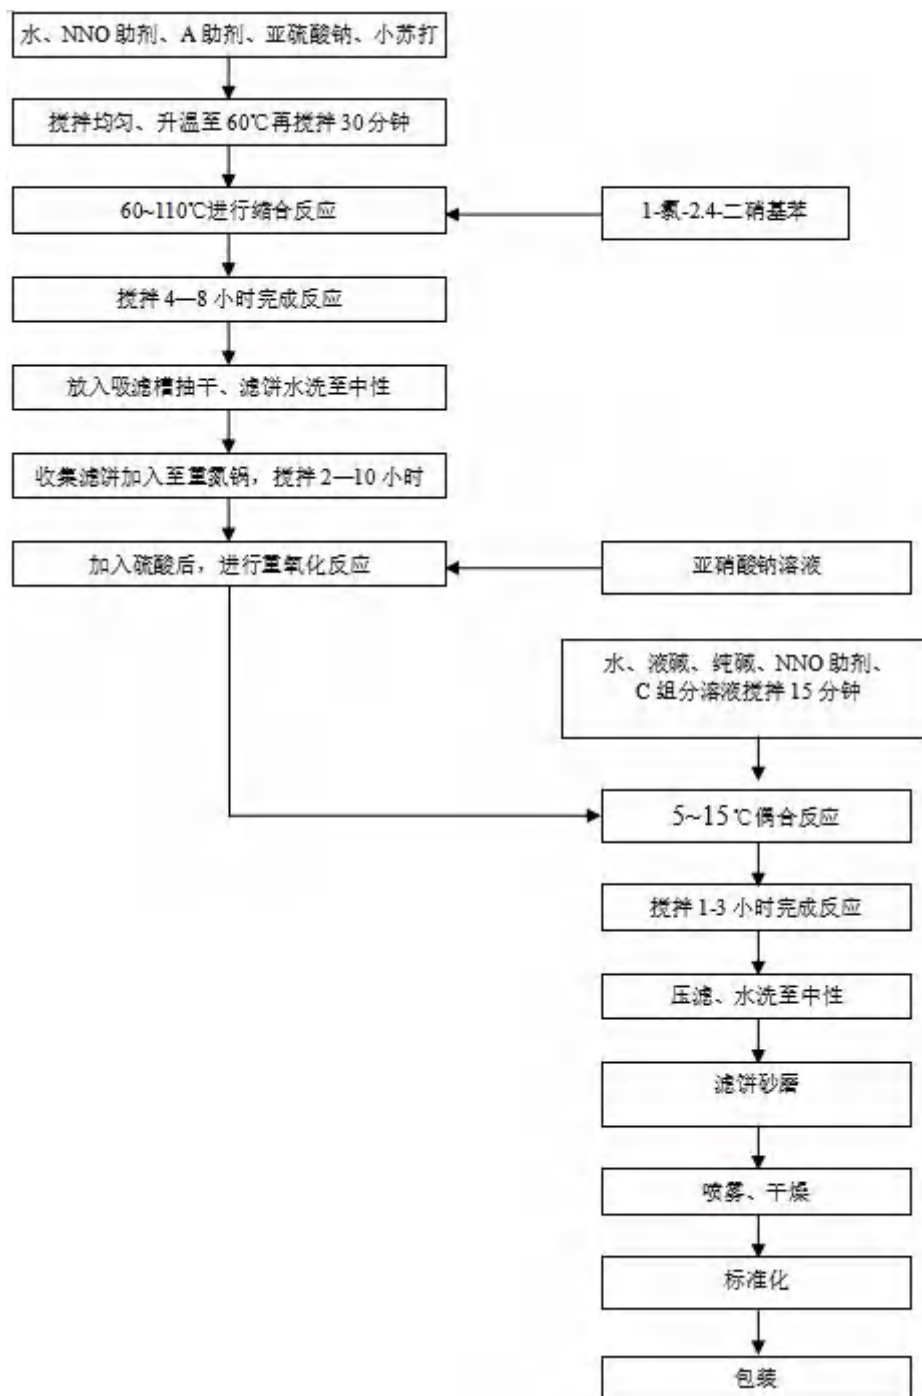 水、NNO 助剂、A 助剂、亚硫酸钠、小苏打
搅拌均匀、升温至 60℃再搅拌 30 分钟
60~110℃进行缩合反应
1-氯-2.4-二硝基苯
搅拌 4—8 小时完成反应
放入吸滤槽抽干、滤饼水洗至中性
收集滤饼加入至重氮锅，搅拌 2—10 小时
加入硫酸后，进行重氧化反应
亚硝酸钠溶液
水、液碱、纯碱、NNO 助剂、
C 组分溶液搅拌 15 分钟
5~15℃偶合反应
搅拌 1-3 小时完成反应
压滤、水洗至中性
滤饼砂磨
喷雾、干燥
标准化
包装